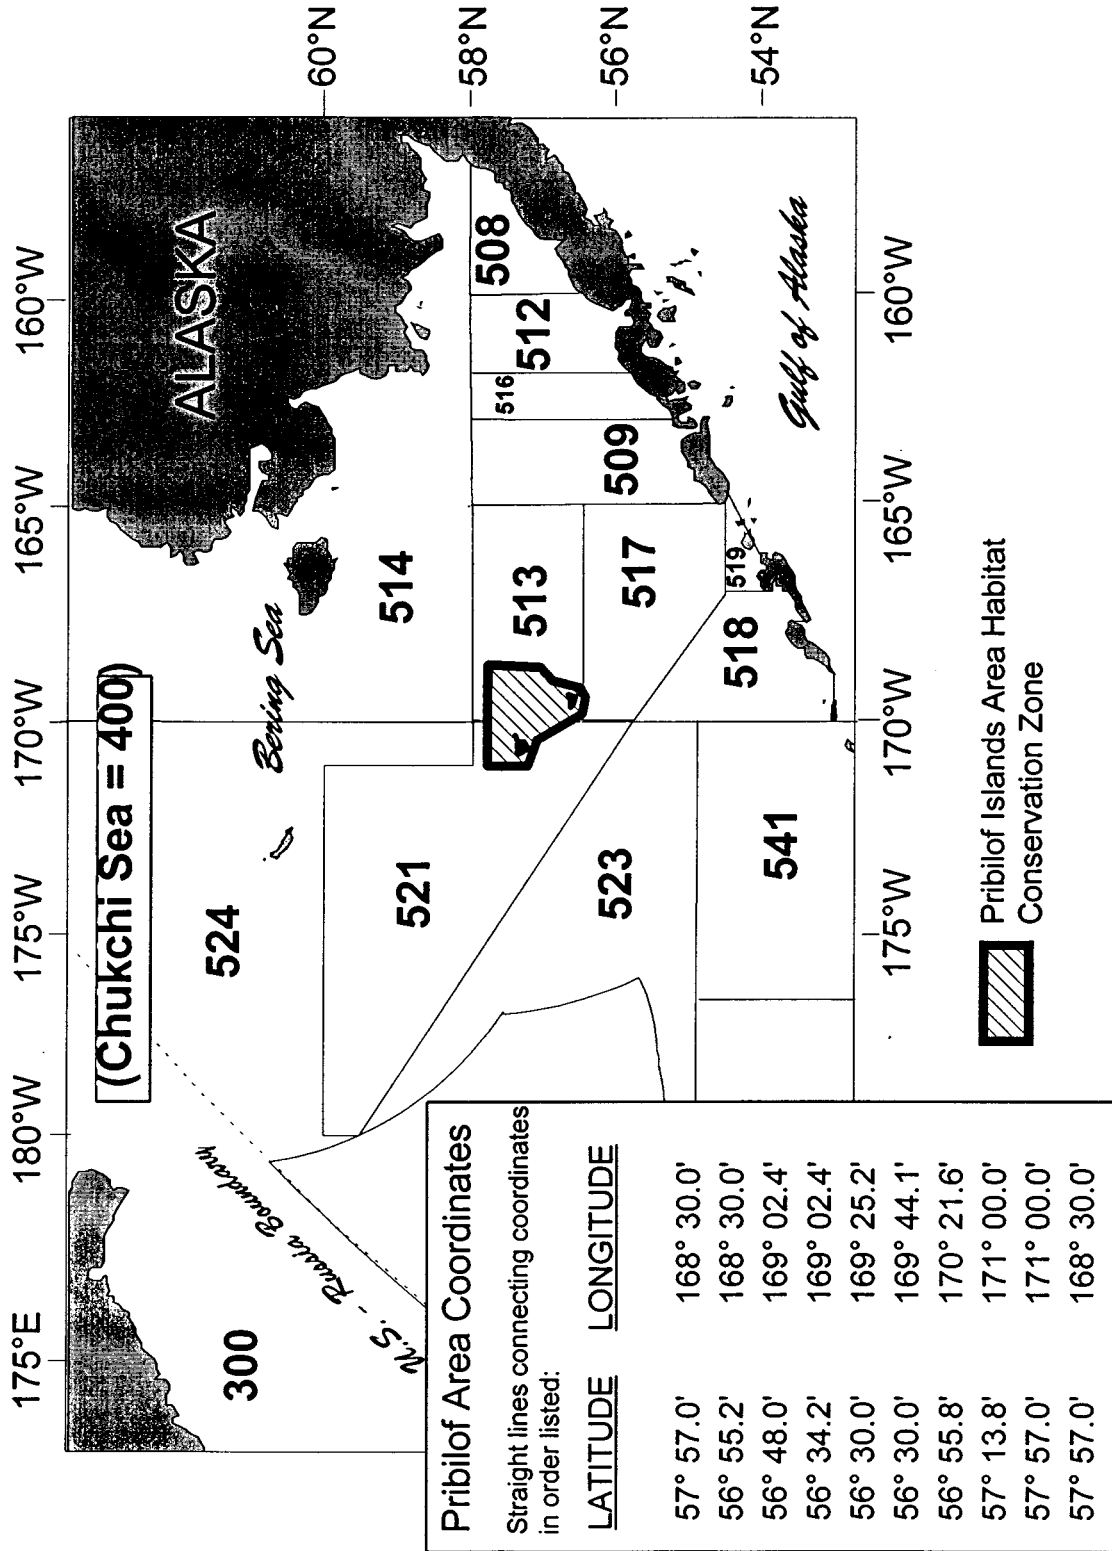 175°E
180°W
175°W
170°W
165°W
160°W
(Chukchi Sea = 400)
ALASKA
Bering Sea
U.S. - Russia Boundary
300
524
514
521
513
516
508
512
509
517
523
518
519
541
Gulf of Alaska
60°N
58°N
56°N
54°N
175°W
170°W
165°W
160°W
Pribilof Area Coordinates
Straight lines connecting coordinates
in order listed:
LATITUDE LONGITUDE
57° 57.0' 168° 30.0'
56° 55.2' 168° 30.0'
56° 48.0' 169° 02.4'
56° 34.2' 169° 02.4'
56° 30.0' 169° 25.2'
56° 30.0' 169° 44.1'
56° 55.8' 170° 21.6'
57° 13.8' 171° 00.0'
57° 57.0' 171° 00.0'
57° 57.0' 168° 30.0'
Pribilof Islands Area Habitat
Conservation Zone